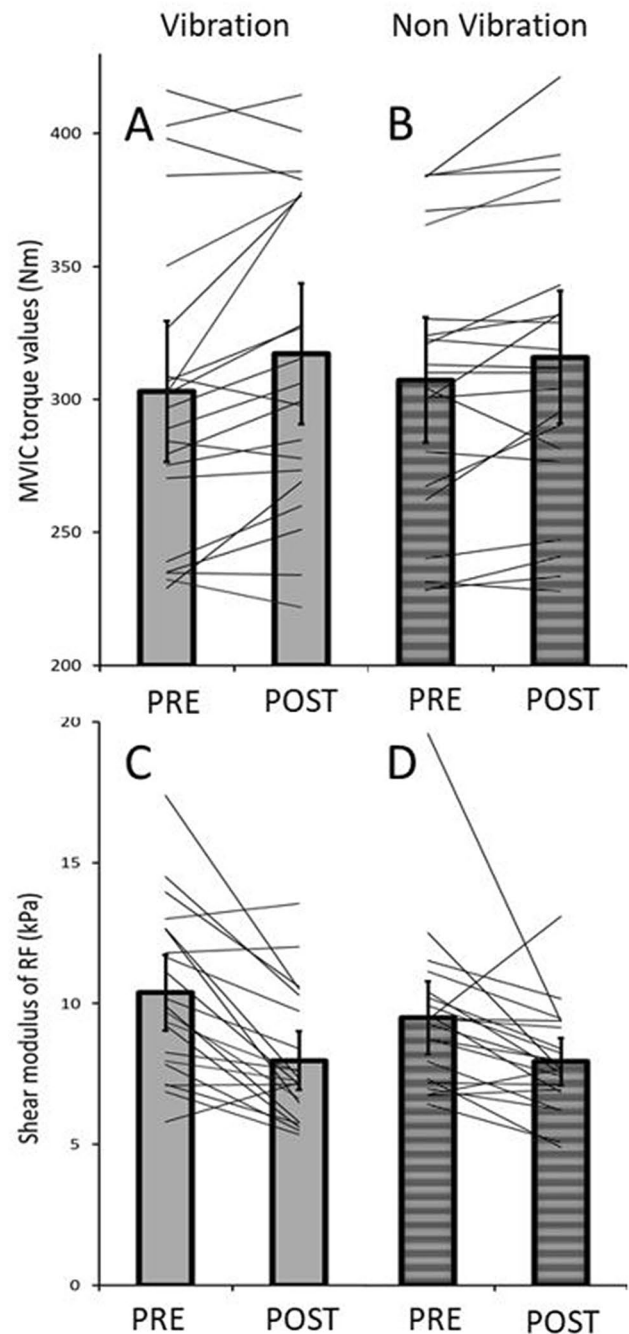 Vibration Non Vibration
A B
MVIC torque values (Nm)
400
350
300
250
200
PRE POST PRE POST
C D
Shear modulus of RF (kPa)
20
15
10
5
0
PRE POST PRE POST